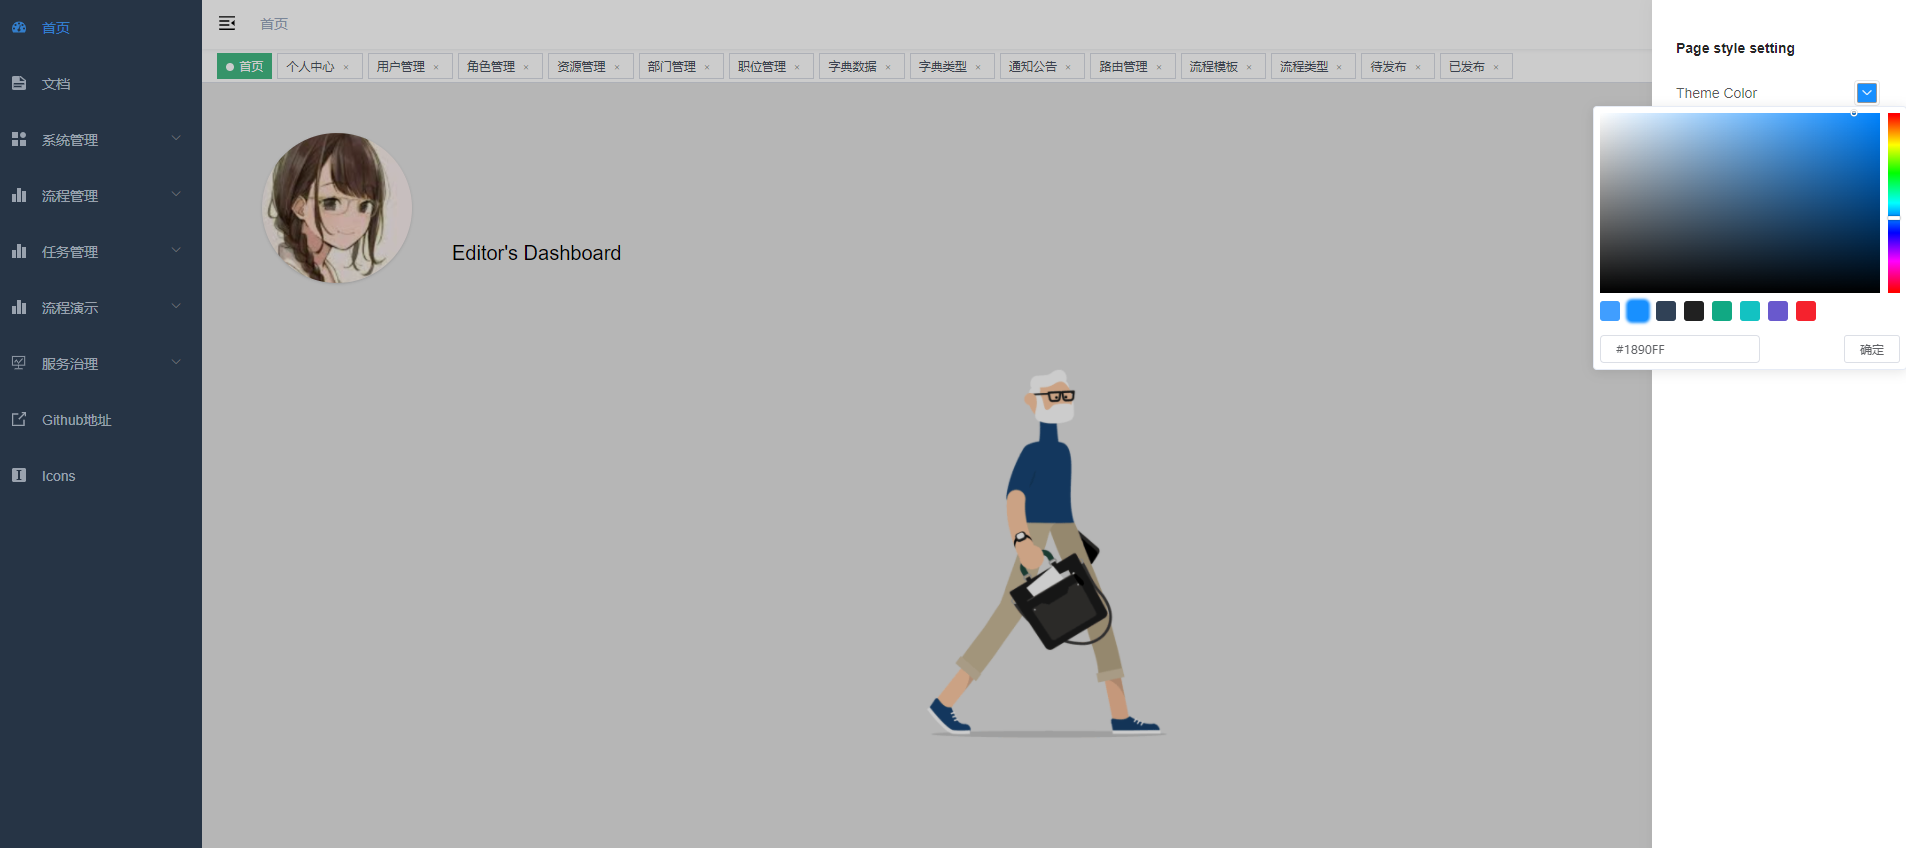 首页
文档
系统管理
流程管理
任务管理
流程演示
服务治理
Github地址
Icons
首页
首页 个人中心 × 用户管理 × 角色管理 × 资源管理 × 部门管理 × 职位管理 × 字典数据 × 字典类型 × 通知公告 × 路由管理 × 流程模板 × 流程类型 × 待发布 × 已发布 ×
Editor's Dashboard
Page style setting
Theme Color
#1890FF 确定